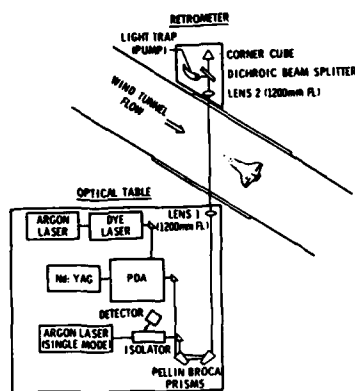 RETROMETER
LIGHT TRAP
(PUMP)
CORNER CUBE
DICHROIC BEAM SPLITTER
LENS 2 (1200mm FL)
WIND TUNNEL
FLOW
OPTICAL TABLE
LENS 1
(1200mm FL)
ARGON
LASER
DYE
LASER
Nd: YAG
PDA
DETECTOR
ARGON LASER
(SINGLE MODE)
ISOLATOR
PELLIN BROCA
PRISMS